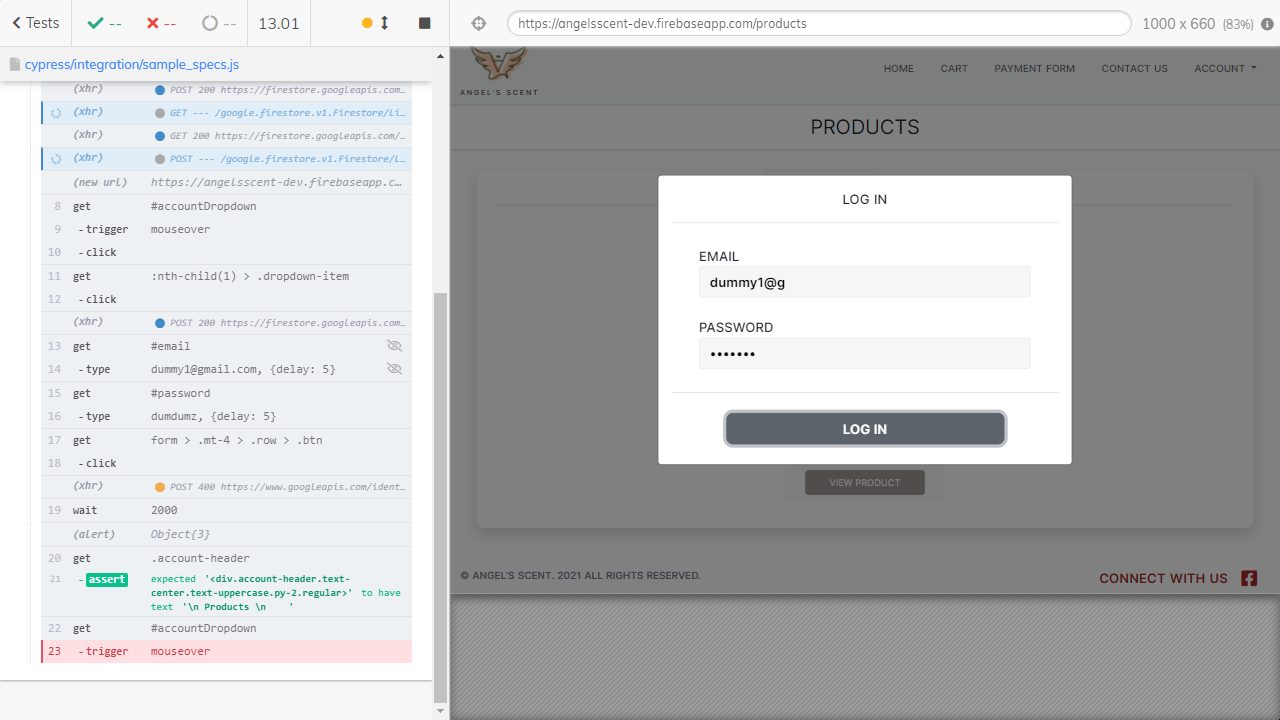 Tests
--
--
--
13.01
https://angelsscent-dev.firebaseapp.com/products
1000 x 660 (83%)
cypress/integration/sample_specs.js
(xhr) POST 200 https://firestore.googleapis.com…
(xhr) GET --- /google.firestore.v1.Firestore/Li…
(xhr) GET 200 https://firestore.googleapis.com/…
(xhr) POST --- /google.firestore.v1.Firestore/L…
(new url) https://angelsscent-dev.firebaseapp.c…
8 get #accountDropdown
9 - trigger mouseover
10 - click
11 get :nth-child(1) > .dropdown-item
12 - click
(xhr) POST 200 https://firestore.googleapis.com…
13 get #email
14 - type dummy1@gmail.com, {delay: 5}
15 get #password
16 - type dumdumz, {delay: 5}
17 get form > .mt-4 > .row > .btn
18 - click
(xhr) POST 400 https://www.googleapis.com/ident…
19 wait 2000
(alert) Object{3}
20 get .account-header
21 - assert expected '<div.account-header.text-
center.text-uppercase.py-2.regular>' to have
text '\n Products \n '
22 get #accountDropdown
23 - trigger mouseover
ANGEL'S SCENT
HOME CART PAYMENT FORM CONTACT US ACCOUNT
PRODUCTS
LOG IN
EMAIL
dummy1@g
PASSWORD
•••••••
LOG IN
VIEW PRODUCT
© ANGEL'S SCENT. 2021 ALL RIGHTS RESERVED.
CONNECT WITH US